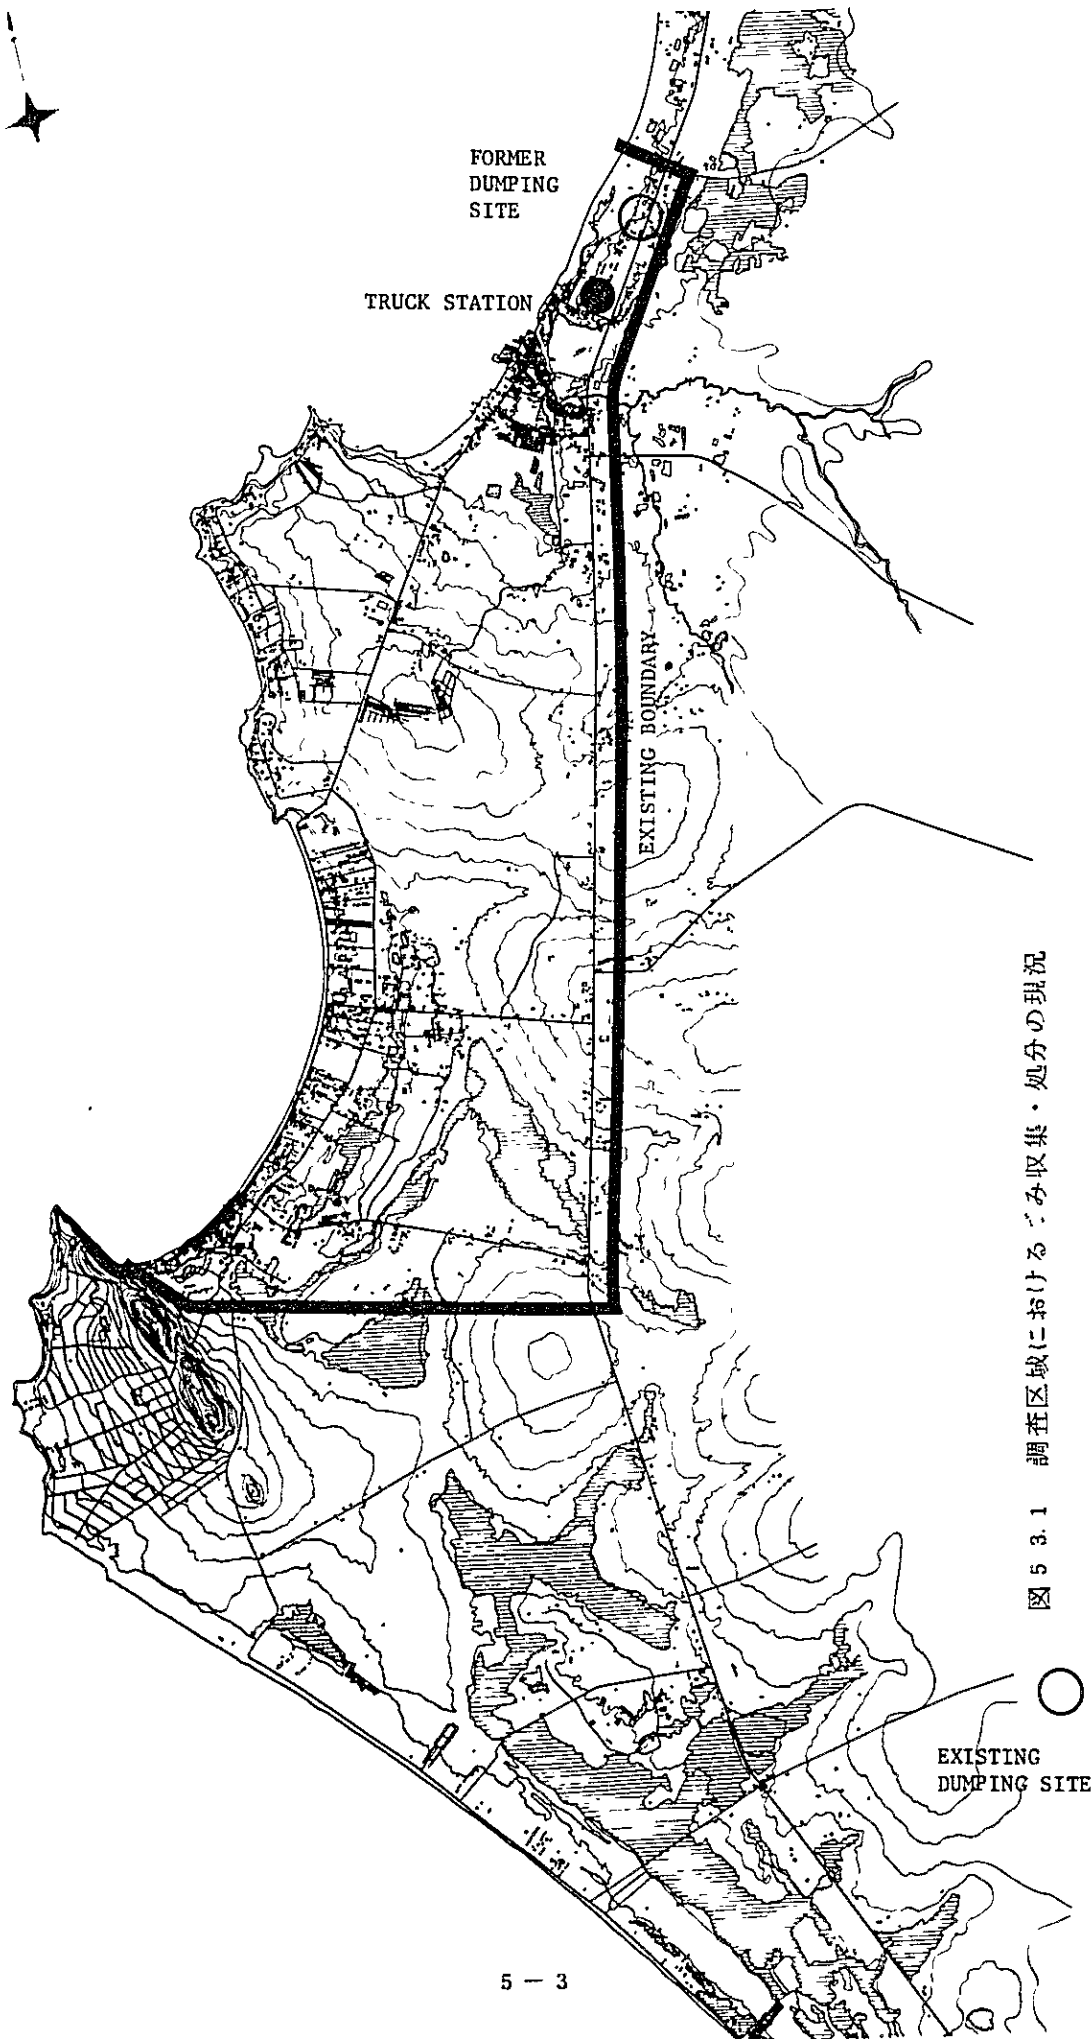 FORMER
DUMPING
SITE
TRUCK STATION
EXISTING BOUNDARY
図 5 3. 1 調査区域におけるごみ収集・処分の現況
EXISTING
DUMPING SITE
5 － 3